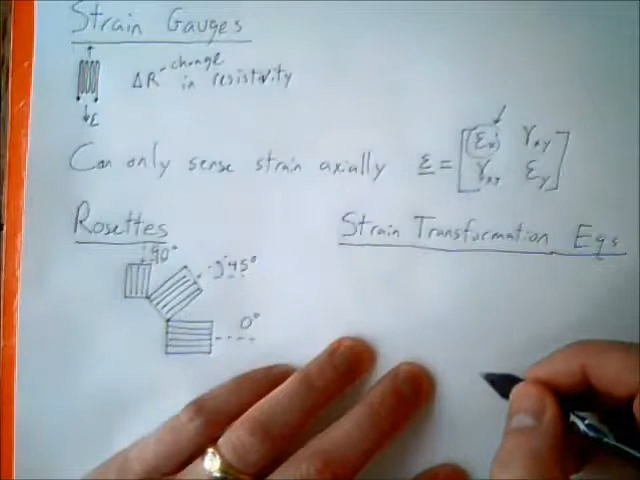 Strain Gauges
ΔR - change in resistivity
ε
Can only sense strain axially ε = [εx γxy γxy εy]
Rosettes
Strain Transformation Eqs
90°
45°
0°